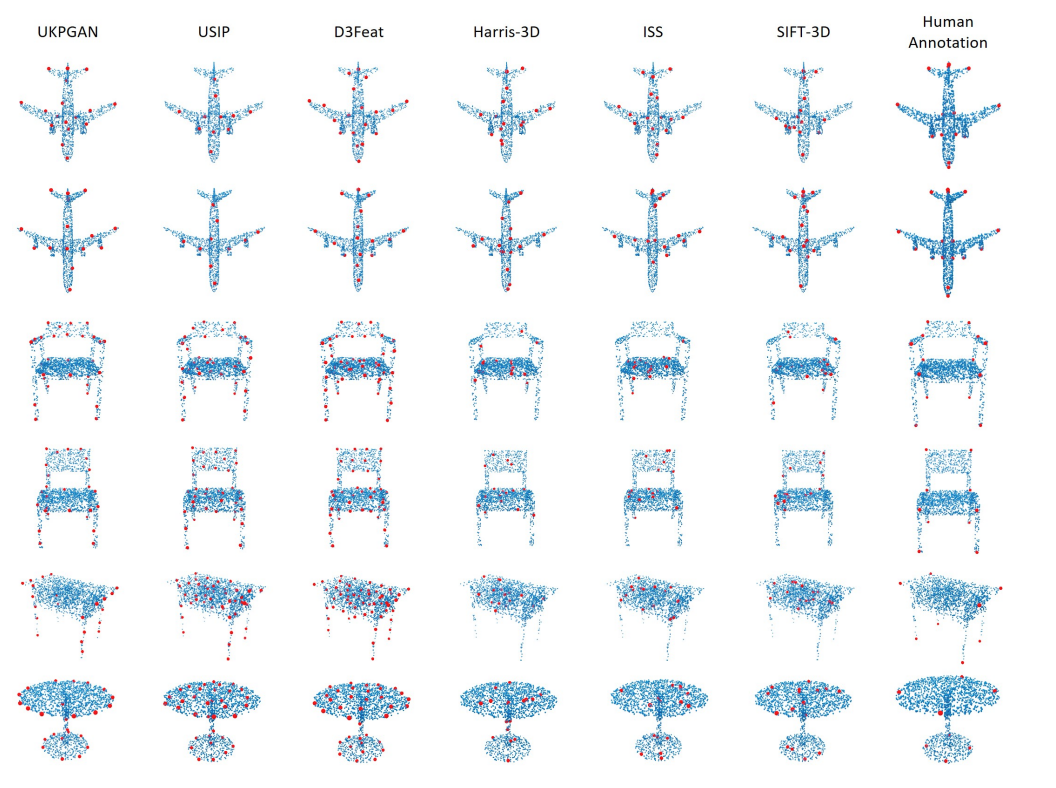 UKPGAN
USIP
D3Feat
Harris-3D
ISS
SIFT-3D
Human
Annotation